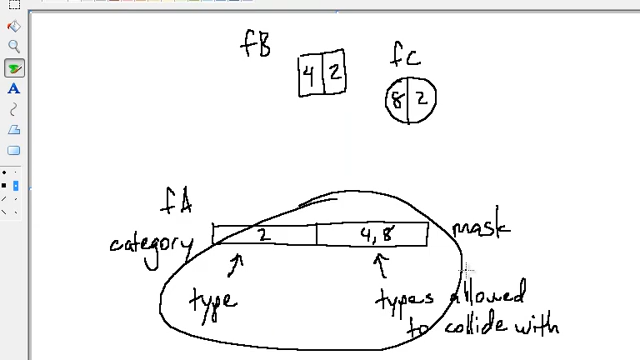 fB
4 2
fC
8 2
fA
category 2 4, 8 mask
type
types allowed
to collide with
A